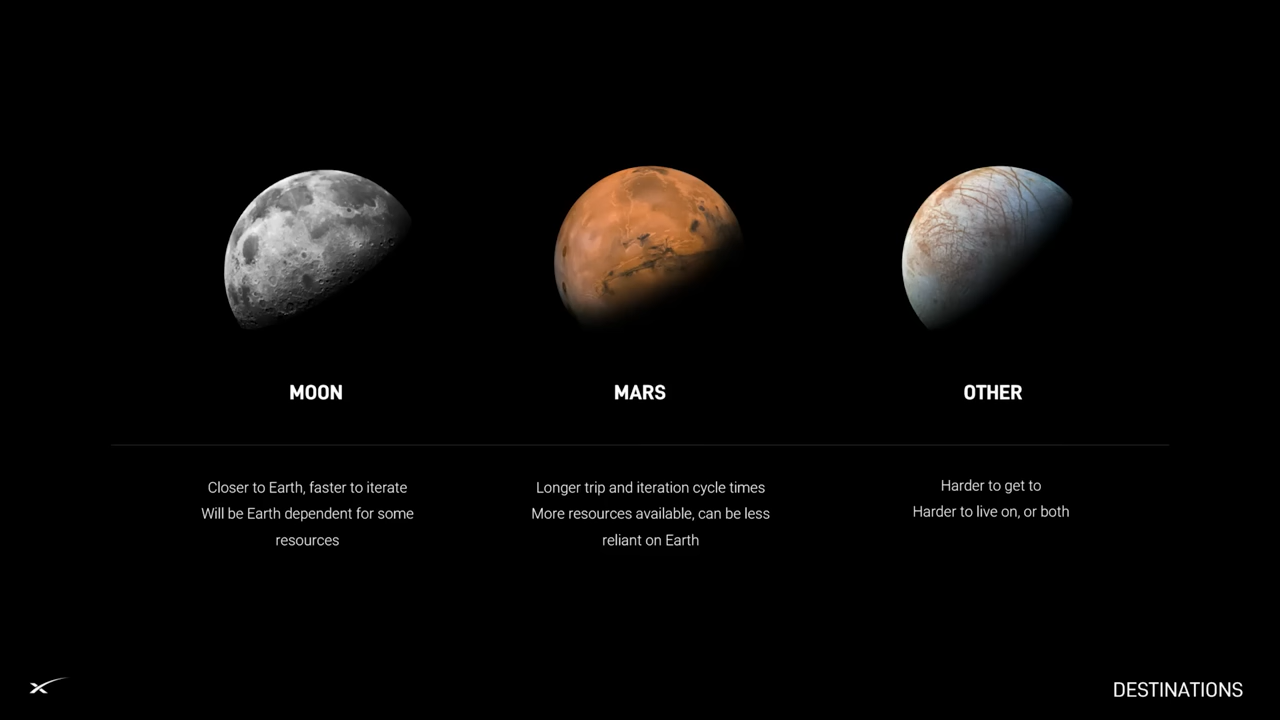 MOON
MARS
OTHER
Closer to Earth, faster to iterate
Will be Earth dependent for some
resources
Longer trip and iteration cycle times
More resources available, can be less
reliant on Earth
Harder to get to
Harder to live on, or both
DESTINATIONS